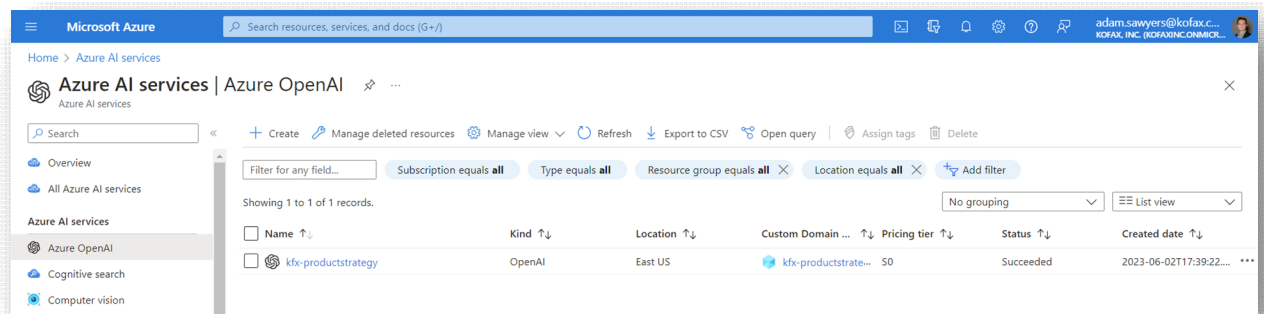 Microsoft Azure
Search resources, services, and docs (G+/)
adam.sawyers@kofax.c...
KOFAX, INC. (KOFAXINC.ONMICR...
Home > Azure AI services
Azure AI services | Azure OpenAI ...
Azure AI services
Search
«
Create
Manage deleted resources
Manage view
Refresh
Export to CSV
Open query
Assign tags
Delete
Overview
All Azure AI services
Azure AI services
Azure OpenAI
Cognitive search
Computer vision
Filter for any field...
Subscription equals all
Type equals all
Resource group equals all
Location equals all
Add filter
Showing 1 to 1 of 1 records.
No grouping
List view
Name ↑↓ Kind ↑↓ Location ↑↓ Custom Domain ... ↑↓ Pricing tier ↑↓ Status ↑↓ Created date ↑↓
kfx-productstrategy OpenAI East US kfx-productstrate... S0 Succeeded 2023-06-02T17:39:22.... ...